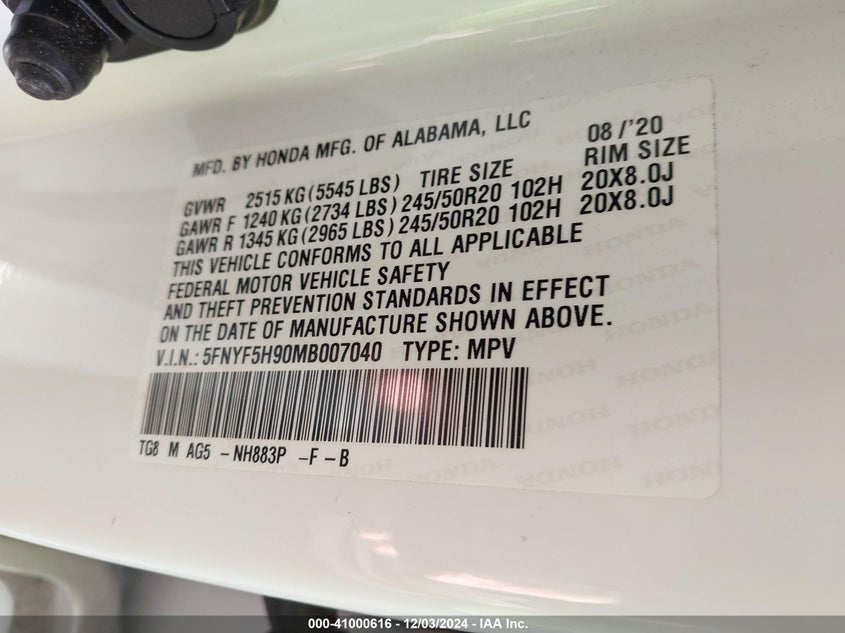 MFD. BY HONDA MFG. OF ALABAMA, LLC 08/'20
GVWR 2515 KG (5545 LBS) TIRE SIZE RIM SIZE
GAWR F 1240 KG (2734 LBS) 245/50R20 102H 20X8.0J
GAWR R 1345 KG (2965 LBS) 245/50R20 102H 20X8.0J
THIS VEHICLE CONFORMS TO ALL APPLICABLE
FEDERAL MOTOR VEHICLE SAFETY
AND THEFT PREVENTION STANDARDS IN EFFECT
ON THE DATE OF MANUFACTURE SHOWN ABOVE.
V.I.N.: 5FNYF5H90MB007040 TYPE: MPV
TG8 M AG5 -NH883P -F-B
000-41000616 - 12/03/2024 - IAA Inc.